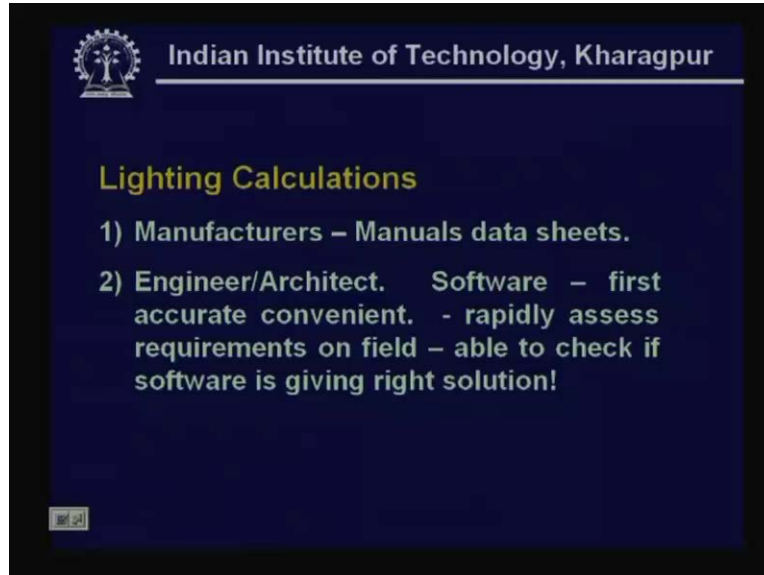 Indian Institute of Technology, Kharagpur
Lighting Calculations
1) Manufacturers – Manuals data sheets.
2) Engineer/Architect. Software – first
accurate convenient. - rapidly assess
requirements on field – able to check if
software is giving right solution!